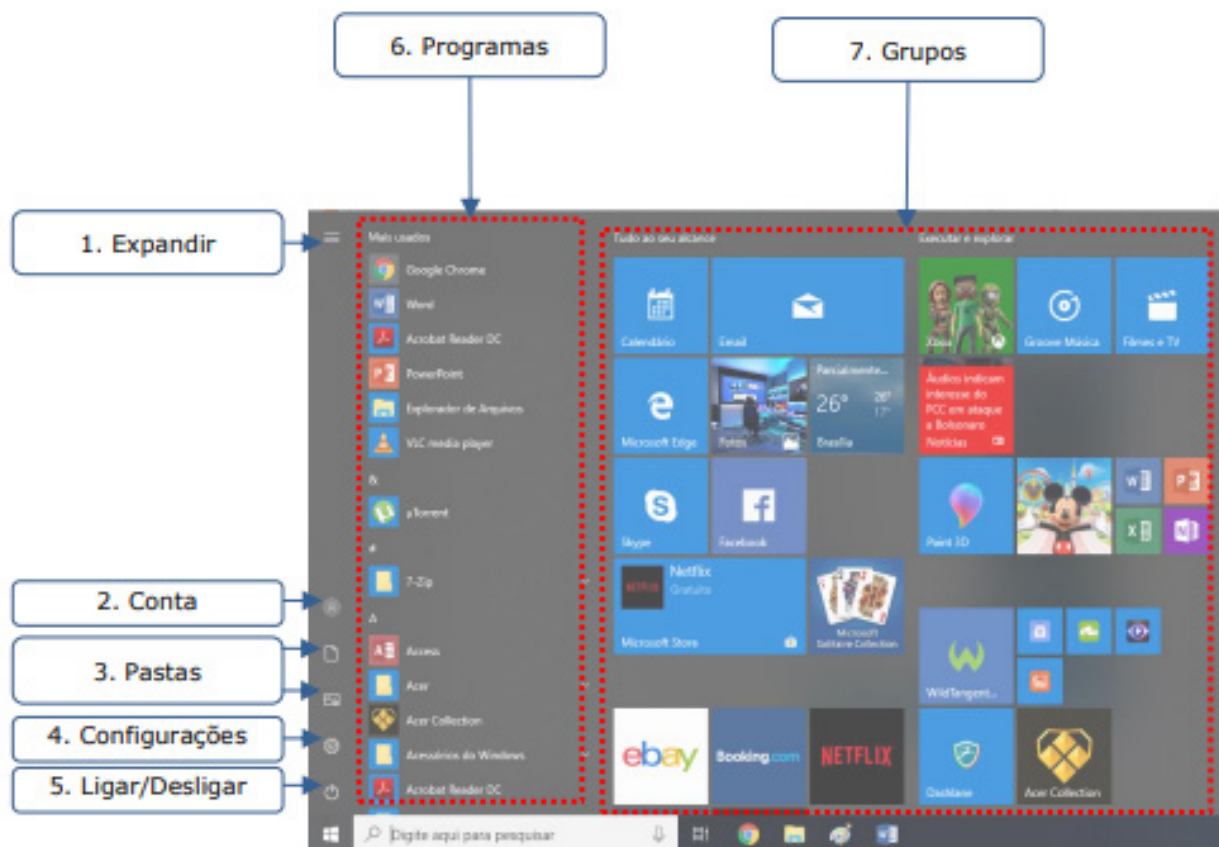 6. Programas
7. Grupos
1. Expandir
2. Conta
3. Pastas
4. Configurações
5. Ligar/Desligar
Mais usados
Google Chrome
Word
Acrobat Reader DC
PowerPoint
Explorador de Arquivos
VLC media player
&
µTorrent
#
7-Zip
A
Access
Acer
Acer Collection
Acessórios do Windows
Acrobat Reader DC
Tudo ao seu alcance
Calendário
Email
Microsoft Edge
Fotos
Parcialmente...
26° 26°
17°
Brasília
Skype
Facebook
NETFLIX
Netflix
Gratuito
Microsoft Store
Microsoft
Solitaire Collection
ebay
Booking.com
NETFLIX
Executar e explorar
Xbox
Groove Música
Filmes e TV
Áudios indicam
interesse do
PCC em ataque
a Bolsonaro
Notícias
Paint 3D
WildTangent...
Dashlane
Acer Collection
Digite aqui para pesquisar